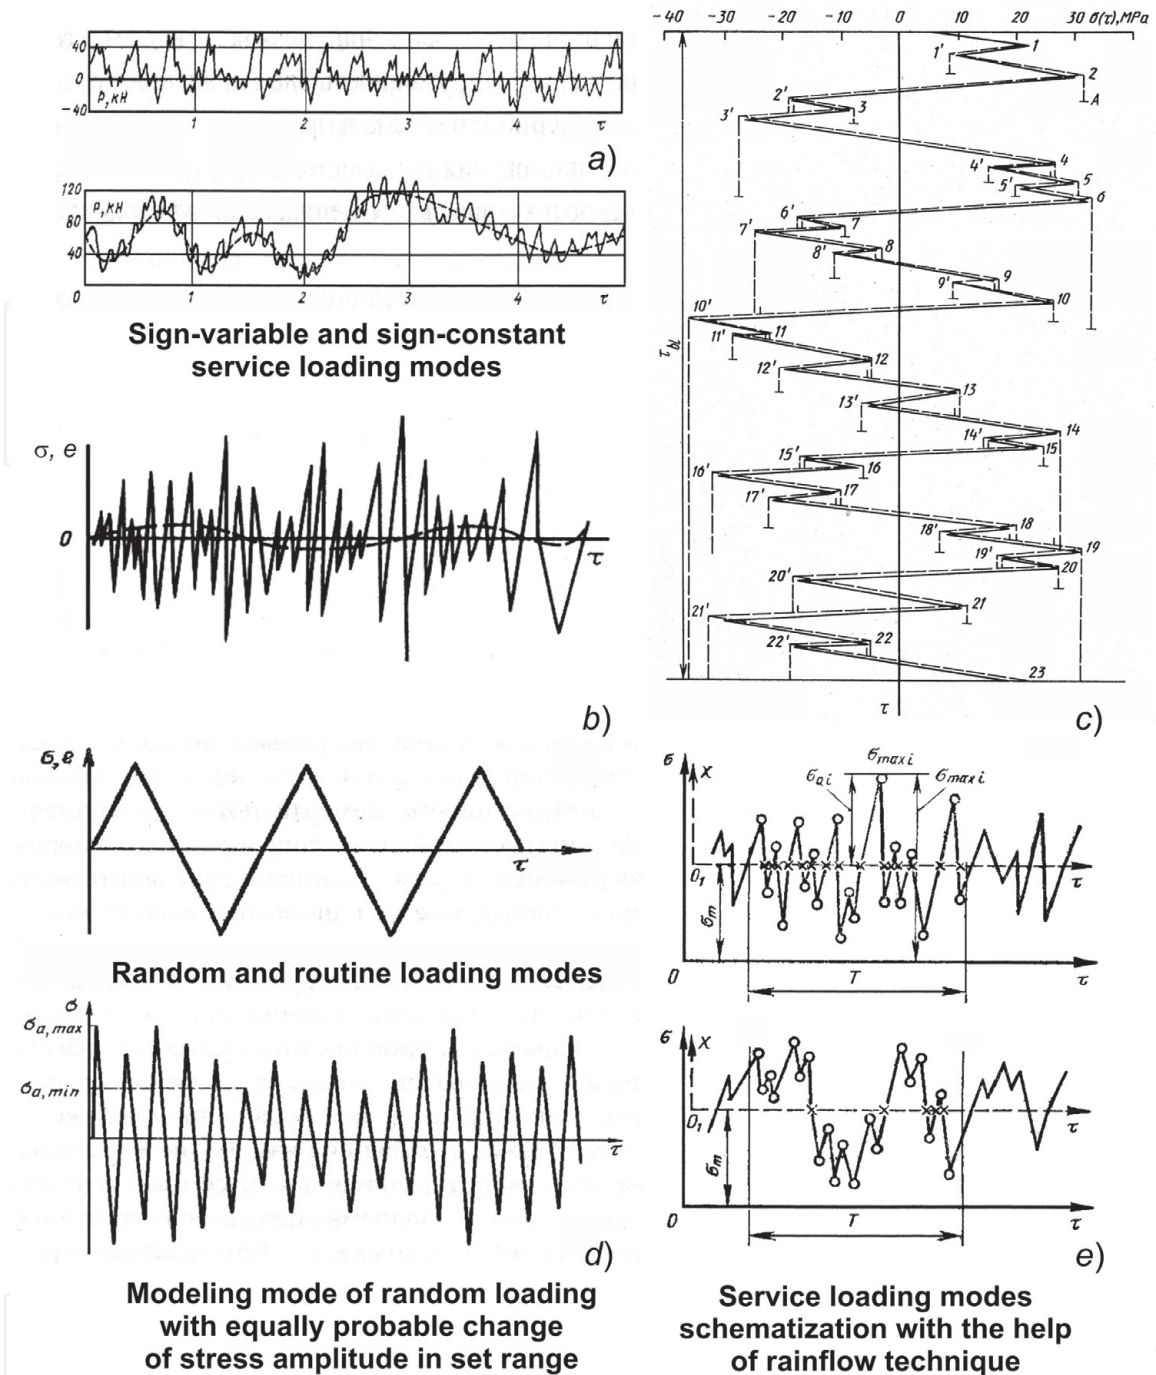 40
0
P, кН
−40
1
2
3
4
τ
a)
120
P, кН
80
40
0
1
2
3
4
τ
Sign-variable and sign-constant
service loading modes
σ, e
0
τ
b)
σ, e
τ
Random and routine loading modes
σ
σa,max
σa,min
τ
d)
Modeling mode of random loading
with equally probable change
of stress amplitude in set range
−40 −30 −20 −10 0 10 20 30 σ(τ), MPa
1' 1
2
A
2' 3
3'
4' 4
5' 5
6
6' 7
7'
8' 8
9' 9
10' 10
11' 11
12' 12
13' 13
14' 14
15' 15
16' 16
17' 17
18' 18
19' 19
20' 20
21' 21
22' 22
23
τbl
τ
c)
σ X σa i σmax i σmax i
O1 τ
σm
0 T τ
σ X
O1 τ
σm
0 T τ
e)
Service loading modes
schematization with the help
of rainflow technique